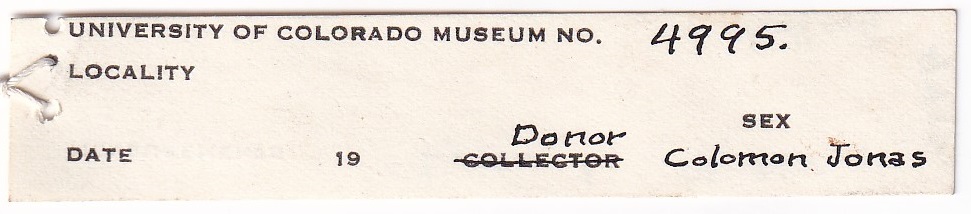 UNIVERSITY OF COLORADO MUSEUM NO. 4995.
LOCALITY
SEX
Donor
DATE 19 COLLECTOR Colomon Jonas